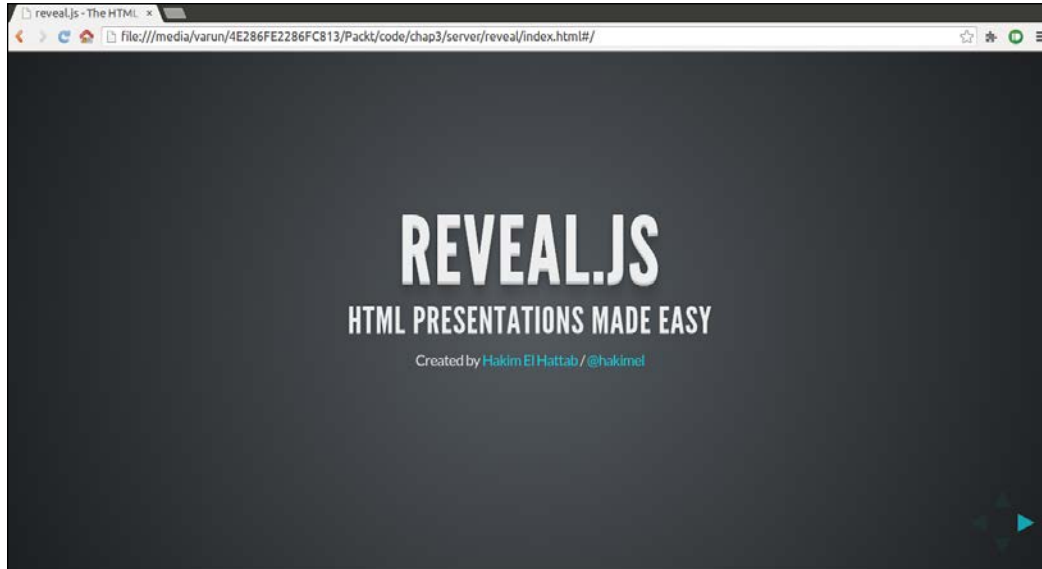 reveal.js - The HTML
file:///media/varun/4E286FE2286FC813/Packt/code/chap3/server/reveal/index.html#/
REVEAL.JS
HTML PRESENTATIONS MADE EASY
Created by Hakim El Hattab / @hakimel